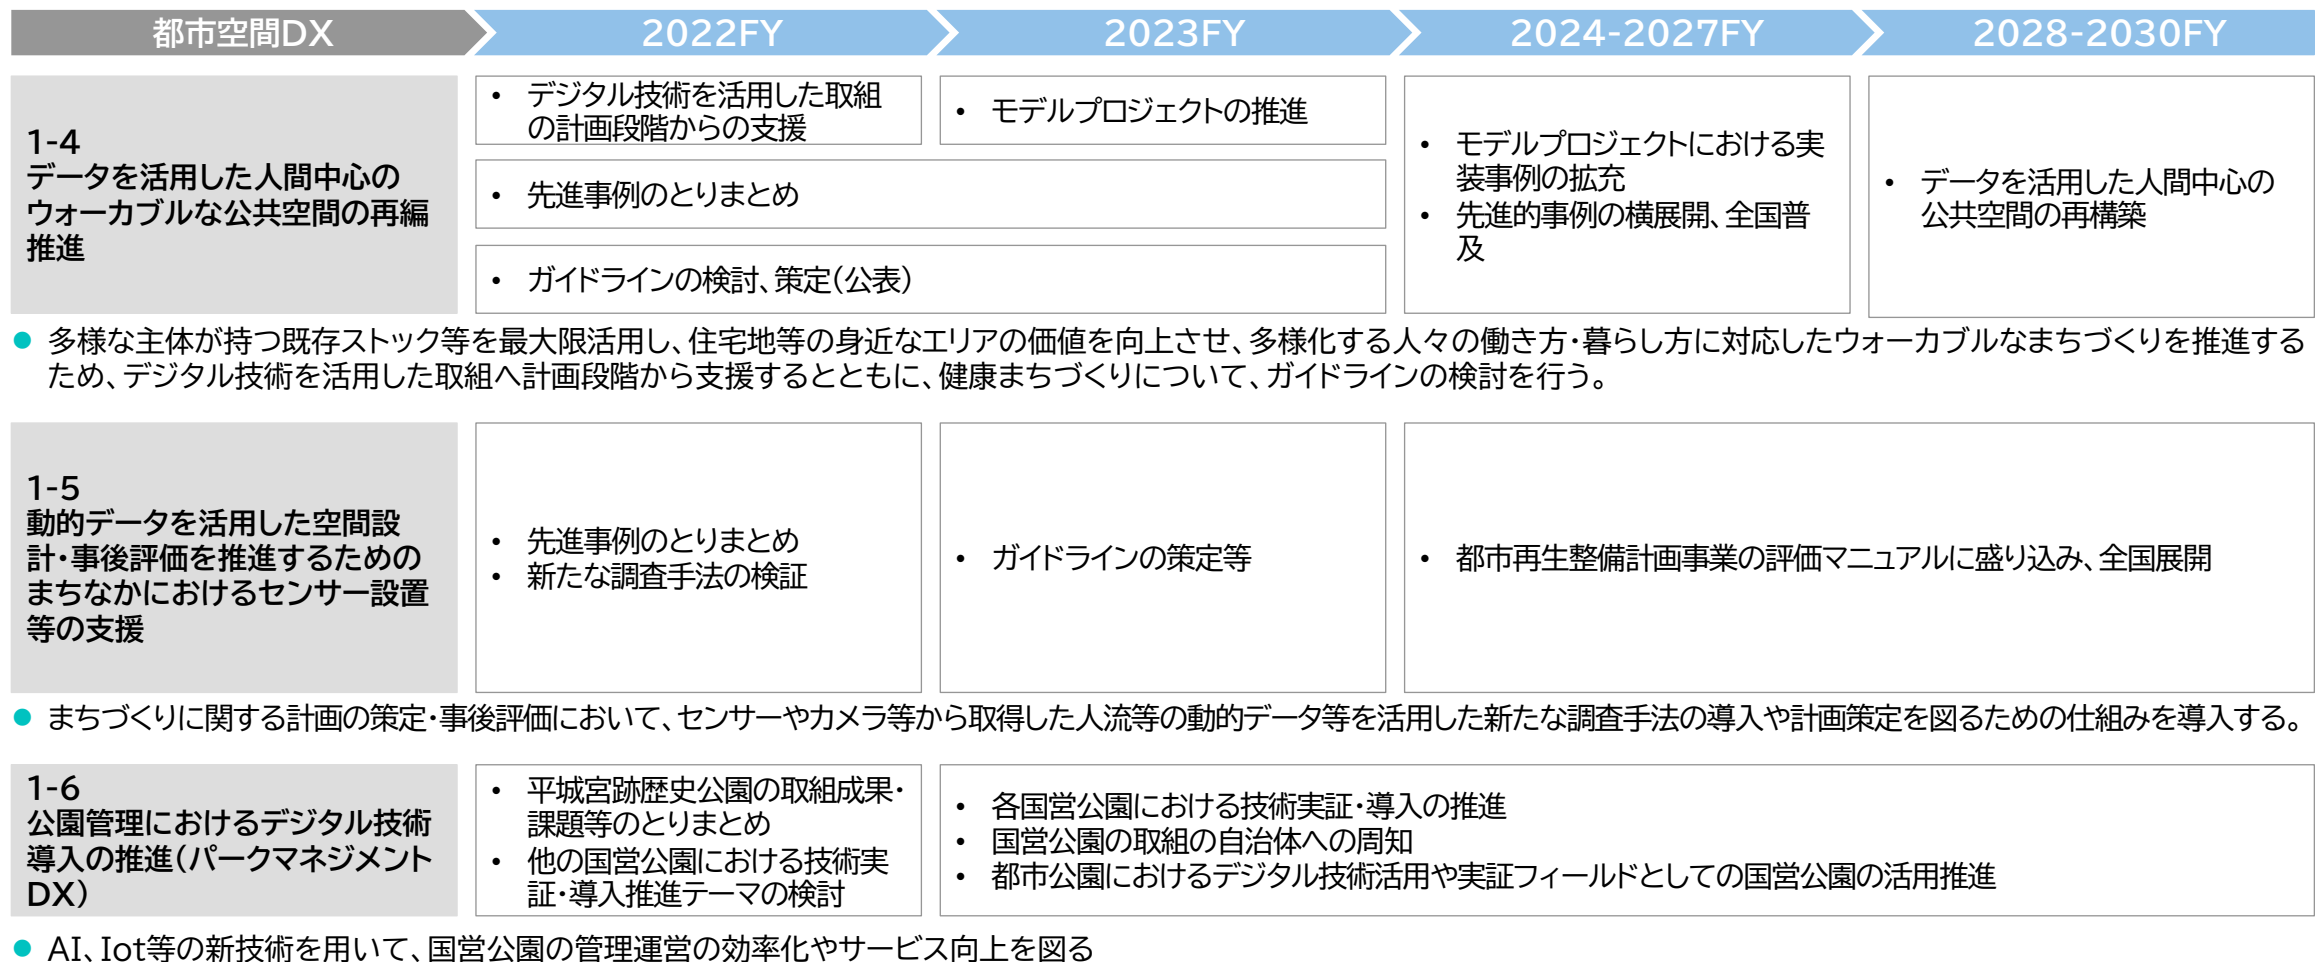 都市空間DX
2022FY
2023FY
2024-2027FY
2028-2030FY
1-4
データを活用した人間中心の
ウォーカブルな公共空間の再編
推進
• デジタル技術を活用した取組
の計画段階からの支援
• モデルプロジェクトの推進
• 先進事例のとりまとめ
• ガイドラインの検討、策定(公表)
• モデルプロジェクトにおける実
装事例の拡充
• 先進的事例の横展開、全国普
及
• データを活用した人間中心の
公共空間の再構築
● 多様な主体が持つ既存ストック等を最大限活用し、住宅地等の身近なエリアの価値を向上させ、多様化する人々の働き方・暮らし方に対応したウォーカブルなまちづくりを推進する
ため、デジタル技術を活用した取組へ計画段階から支援するとともに、健康まちづくりについて、ガイドラインの検討を行う。
1-5
動的データを活用した空間設
計・事後評価を推進するための
まちなかにおけるセンサー設置
等の支援
• 先進事例のとりまとめ
• 新たな調査手法の検証
• ガイドラインの策定等
• 都市再生整備計画事業の評価マニュアルに盛り込み、全国展開
● まちづくりに関する計画の策定・事後評価において、センサーやカメラ等から取得した人流等の動的データ等を活用した新たな調査手法の導入や計画策定を図るための仕組みを導入する。
1-6
公園管理におけるデジタル技術
導入の推進(パークマネジメント
DX)
• 平城宮跡歴史公園の取組成果・
課題等のとりまとめ
• 他の国営公園における技術実
証・導入推進テーマの検討
• 各国営公園における技術実証・導入の推進
• 国営公園の取組の自治体への周知
• 都市公園におけるデジタル技術活用や実証フィールドとしての国営公園の活用推進
● AI、Iot等の新技術を用いて、国営公園の管理運営の効率化やサービス向上を図る